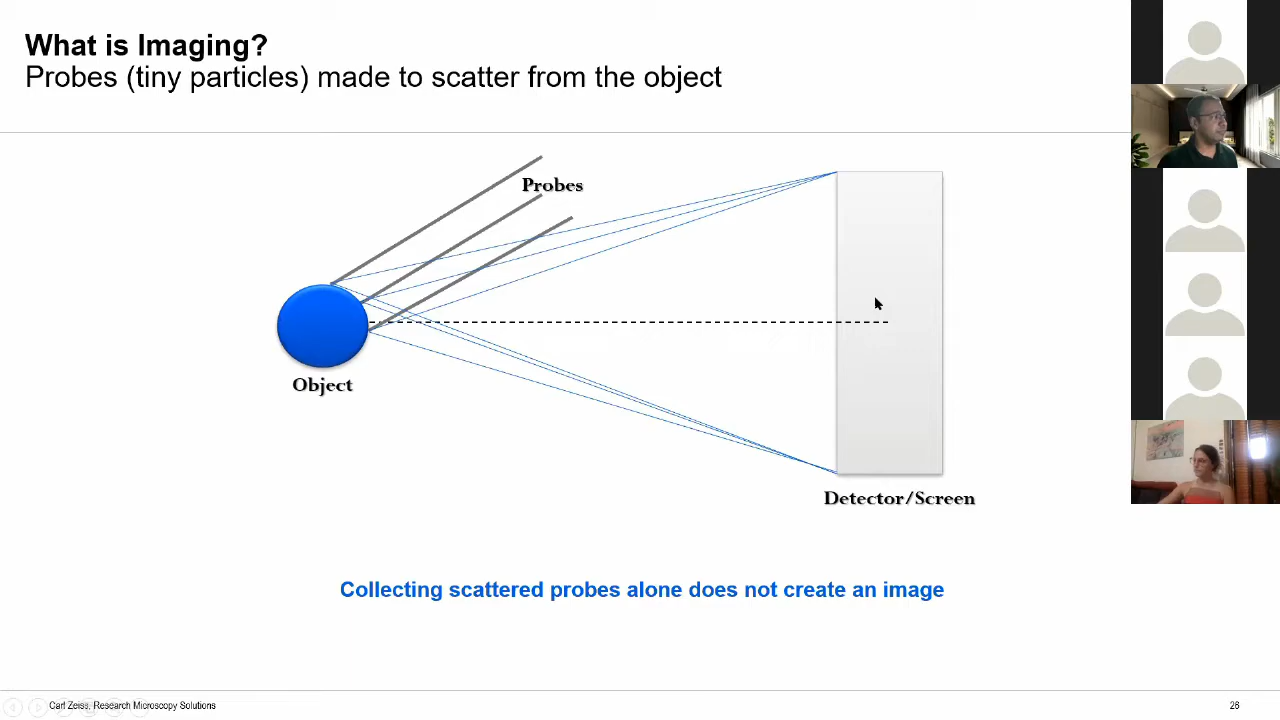 What is Imaging?
Probes (tiny particles) made to scatter from the object
Probes
Object
Detector/Screen
Collecting scattered probes alone does not create an image
Carl Zeiss, Research Microscopy Solutions
26